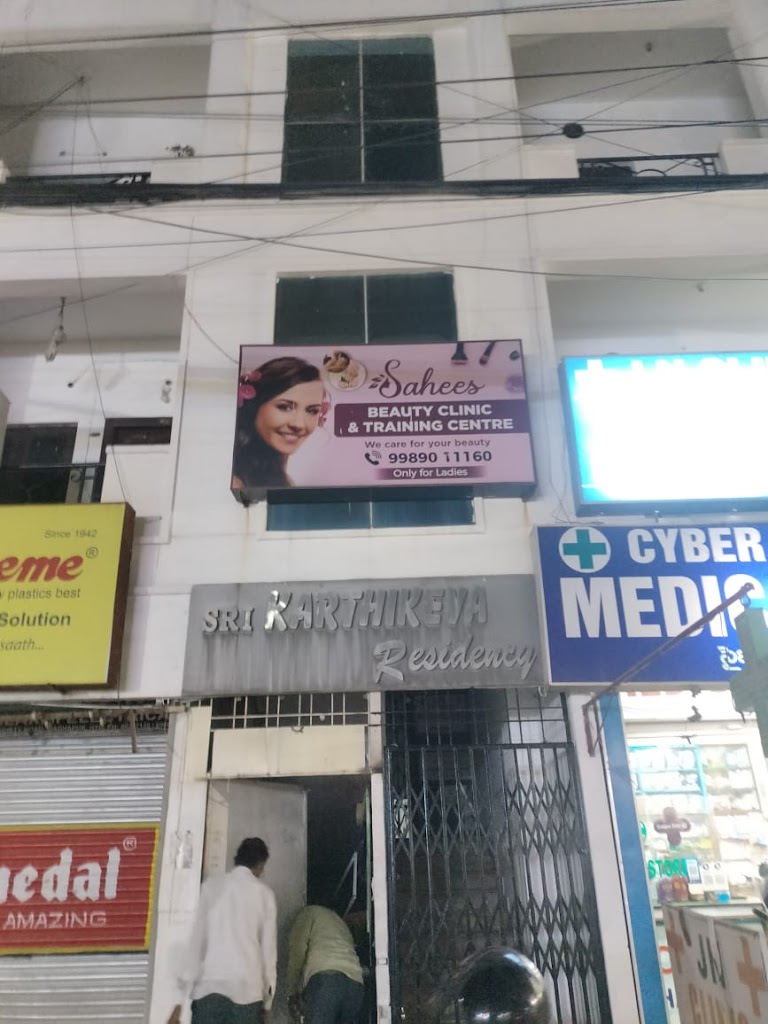 Sahees
BEAUTY CLINIC
& TRAINING CENTRE
We care for your beauty
99890 11160
Only for Ladies
Since 1942
eme®
plastics best
Solution
saath...
SRI KARTHIKEYA
Residency
CYBER
MEDIC
edal®
AMAZING
STORE